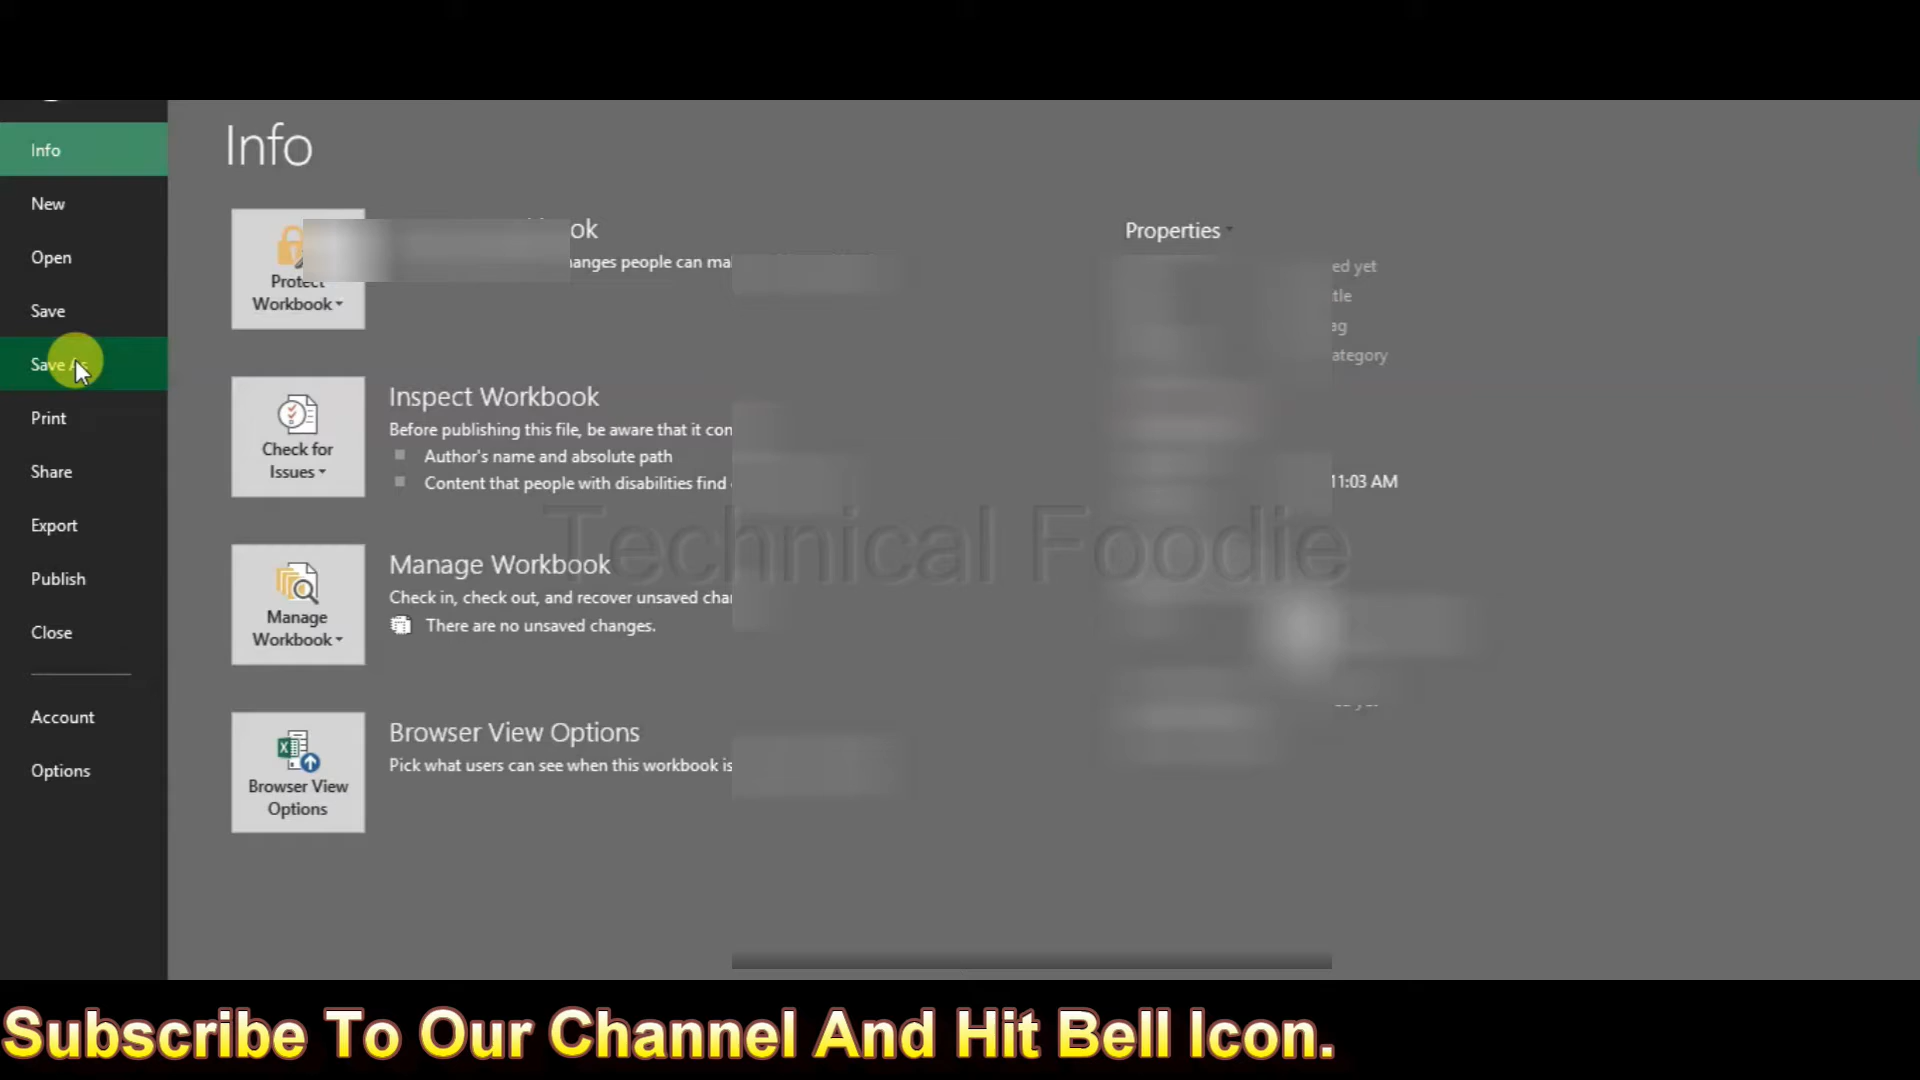 Info
New
Open
Save
Save As
Print
Share
Export
Publish
Close
Account
Options
Info
Protect
Workbook
ok
anges people can ma
Check for
Issues
Inspect Workbook
Before publishing this file, be aware that it con
Author's name and absolute path
Content that people with disabilities find
Manage
Workbook
Manage Workbook
Check in, check out, and recover unsaved cha
There are no unsaved changes.
Browser View
Options
Browser View Options
Pick what users can see when this workbook is
Properties
ed yet
tle
ag
ategory
11:03 AM
Technical Foodie
Subscribe To Our Channel And Hit Bell Icon.